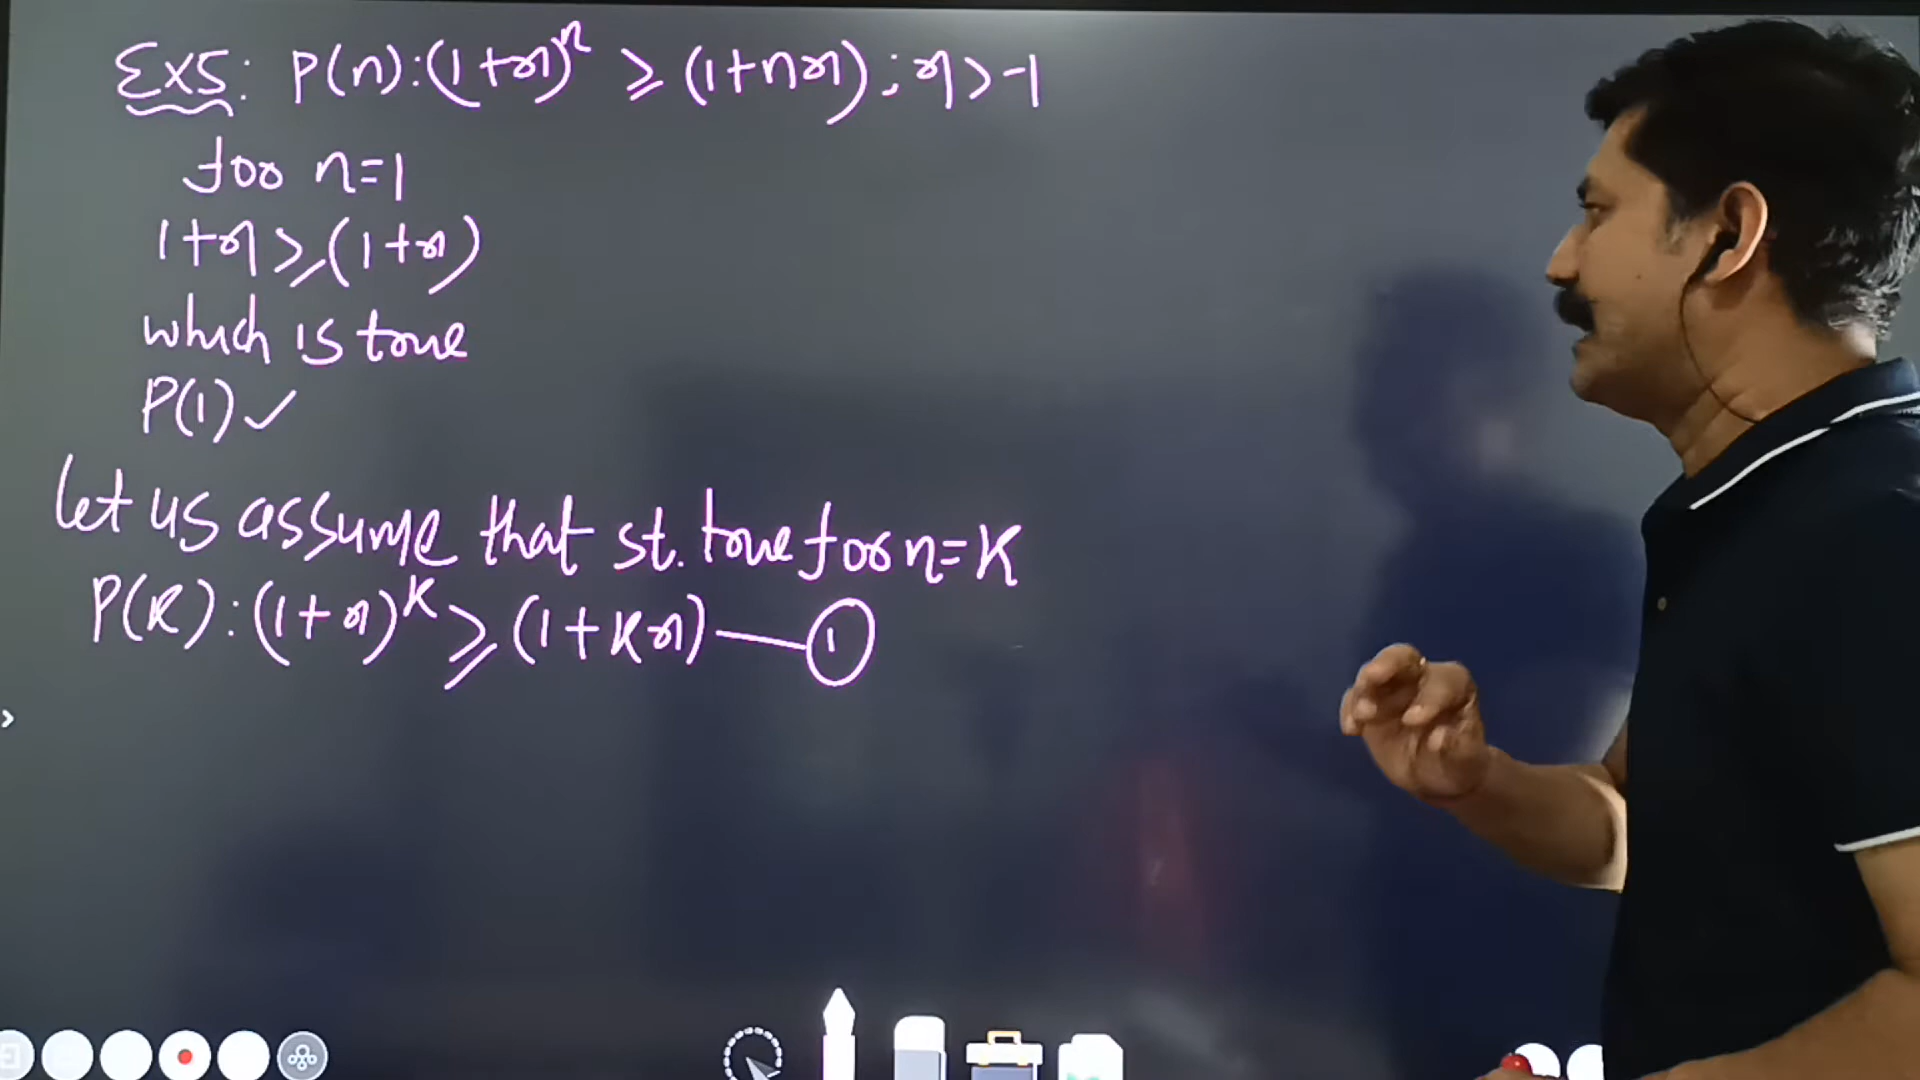 Ex5: P(n):(1+x)ⁿ ≥ (1+nx); x>-1
for n=1
1+x ≥ (1+x)
which is true
P(1) ✓
let us assume that st. true for n=K
P(K): (1+x)ᴷ ≥ (1+Kx) — ①